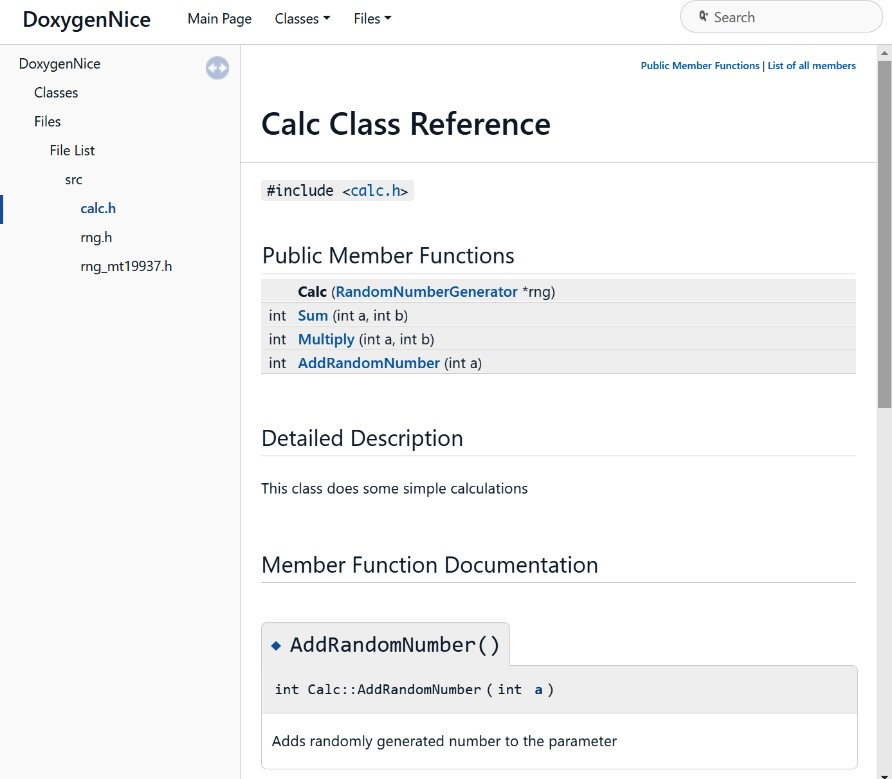 DoxygenNice Main Page Classes Files Search
DoxygenNice
Classes
Files
File List
src
calc.h
rng.h
rng_mt19937.h
Public Member Functions | List of all members
Calc Class Reference
#include <calc.h>
Public Member Functions
Calc (RandomNumberGenerator *rng)
int Sum (int a, int b)
int Multiply (int a, int b)
int AddRandomNumber (int a)
Detailed Description
This class does some simple calculations
Member Function Documentation
◆ AddRandomNumber()
int Calc::AddRandomNumber ( int a )
Adds randomly generated number to the parameter